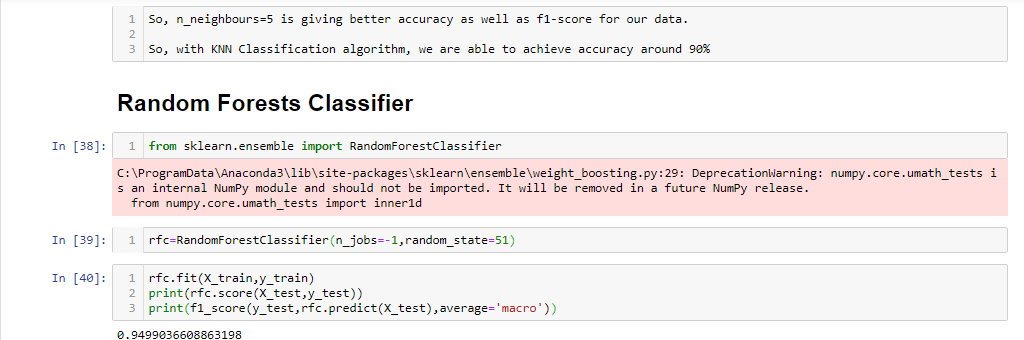 1 So, n_neighbours=5 is giving better accuracy as well as f1-score for our data.
2
3 So, with KNN Classification algorithm, we are able to achieve accuracy around 90%
Random Forests Classifier
In [38]: 1 from sklearn.ensemble import RandomForestClassifier
C:\ProgramData\Anaconda3\lib\site-packages\sklearn\ensemble\weight_boosting.py:29: DeprecationWarning: numpy.core.umath_tests i
s an internal NumPy module and should not be imported. It will be removed in a future NumPy release.
from numpy.core.umath_tests import inner1d
In [39]: 1 rfc=RandomForestClassifier(n_jobs=-1,random_state=51)
In [40]: 1 rfc.fit(X_train,y_train)
2 print(rfc.score(X_test,y_test))
3 print(f1_score(y_test,rfc.predict(X_test),average='macro'))
0.9499036608863198